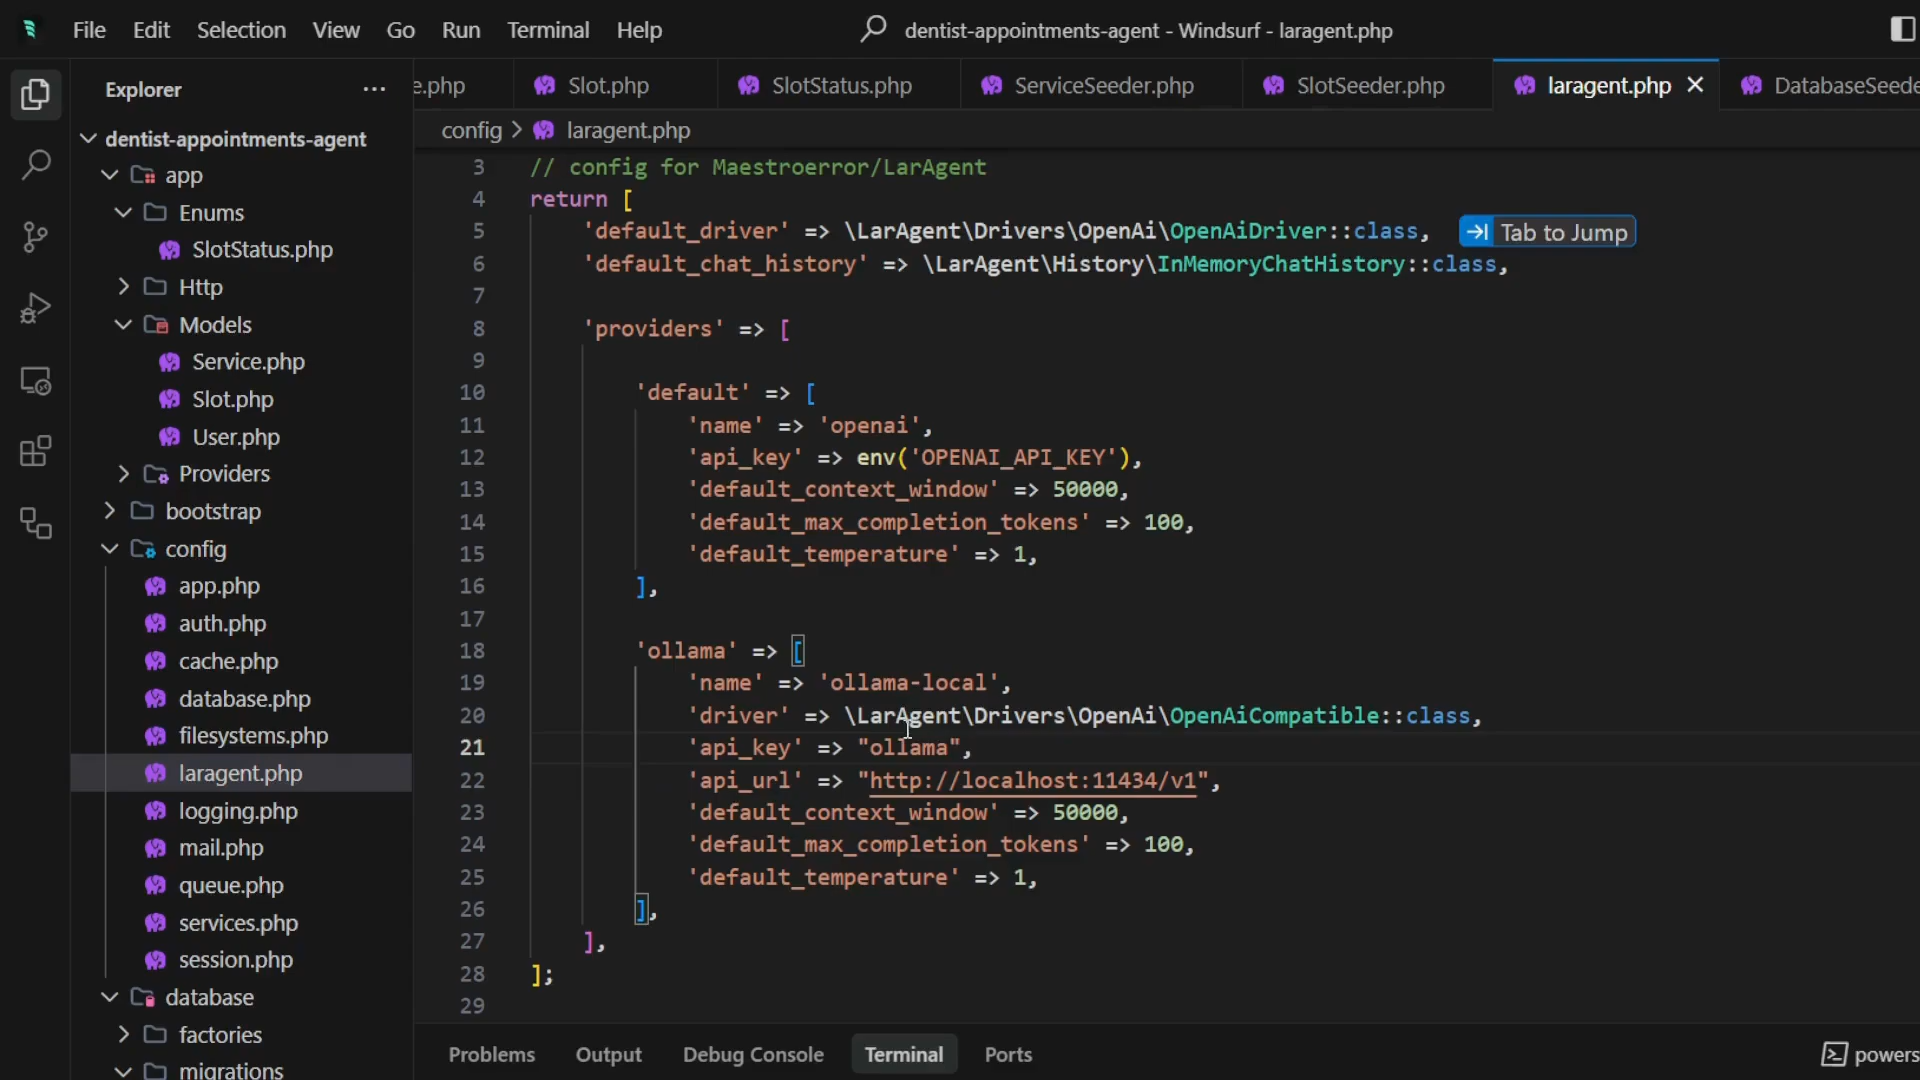 File Edit Selection View Go Run Terminal Help
dentist-appointments-agent - Windsurf - laragent.php
Explorer
e.php
Slot.php
SlotStatus.php
ServiceSeeder.php
SlotSeeder.php
laragent.php
DatabaseSeede
config > laragent.php
dentist-appointments-agent
app
Enums
SlotStatus.php
Http
Models
Service.php
Slot.php
User.php
Providers
bootstrap
config
app.php
auth.php
cache.php
database.php
filesystems.php
laragent.php
logging.php
mail.php
queue.php
services.php
session.php
database
factories
migrations
3 // config for Maestroerror/LarAgent
4 return [
5 'default_driver' => \LarAgent\Drivers\OpenAi\OpenAiDriver::class, Tab to Jump
6 'default_chat_history' => \LarAgent\History\InMemoryChatHistory::class,
7
8 'providers' => [
9
10 'default' => [
11 'name' => 'openai',
12 'api_key' => env('OPENAI_API_KEY'),
13 'default_context_window' => 50000,
14 'default_max_completion_tokens' => 100,
15 'default_temperature' => 1,
16 ],
17
18 'ollama' => [
19 'name' => 'ollama-local',
20 'driver' => \LarAgent\Drivers\OpenAi\OpenAiCompatible::class,
21 'api_key' => "ollama",
22 'api_url' => "http://localhost:11434/v1",
23 'default_context_window' => 50000,
24 'default_max_completion_tokens' => 100,
25 'default_temperature' => 1,
26 ],
27 ],
28 ];
29
Problems Output Debug Console Terminal Ports
powers